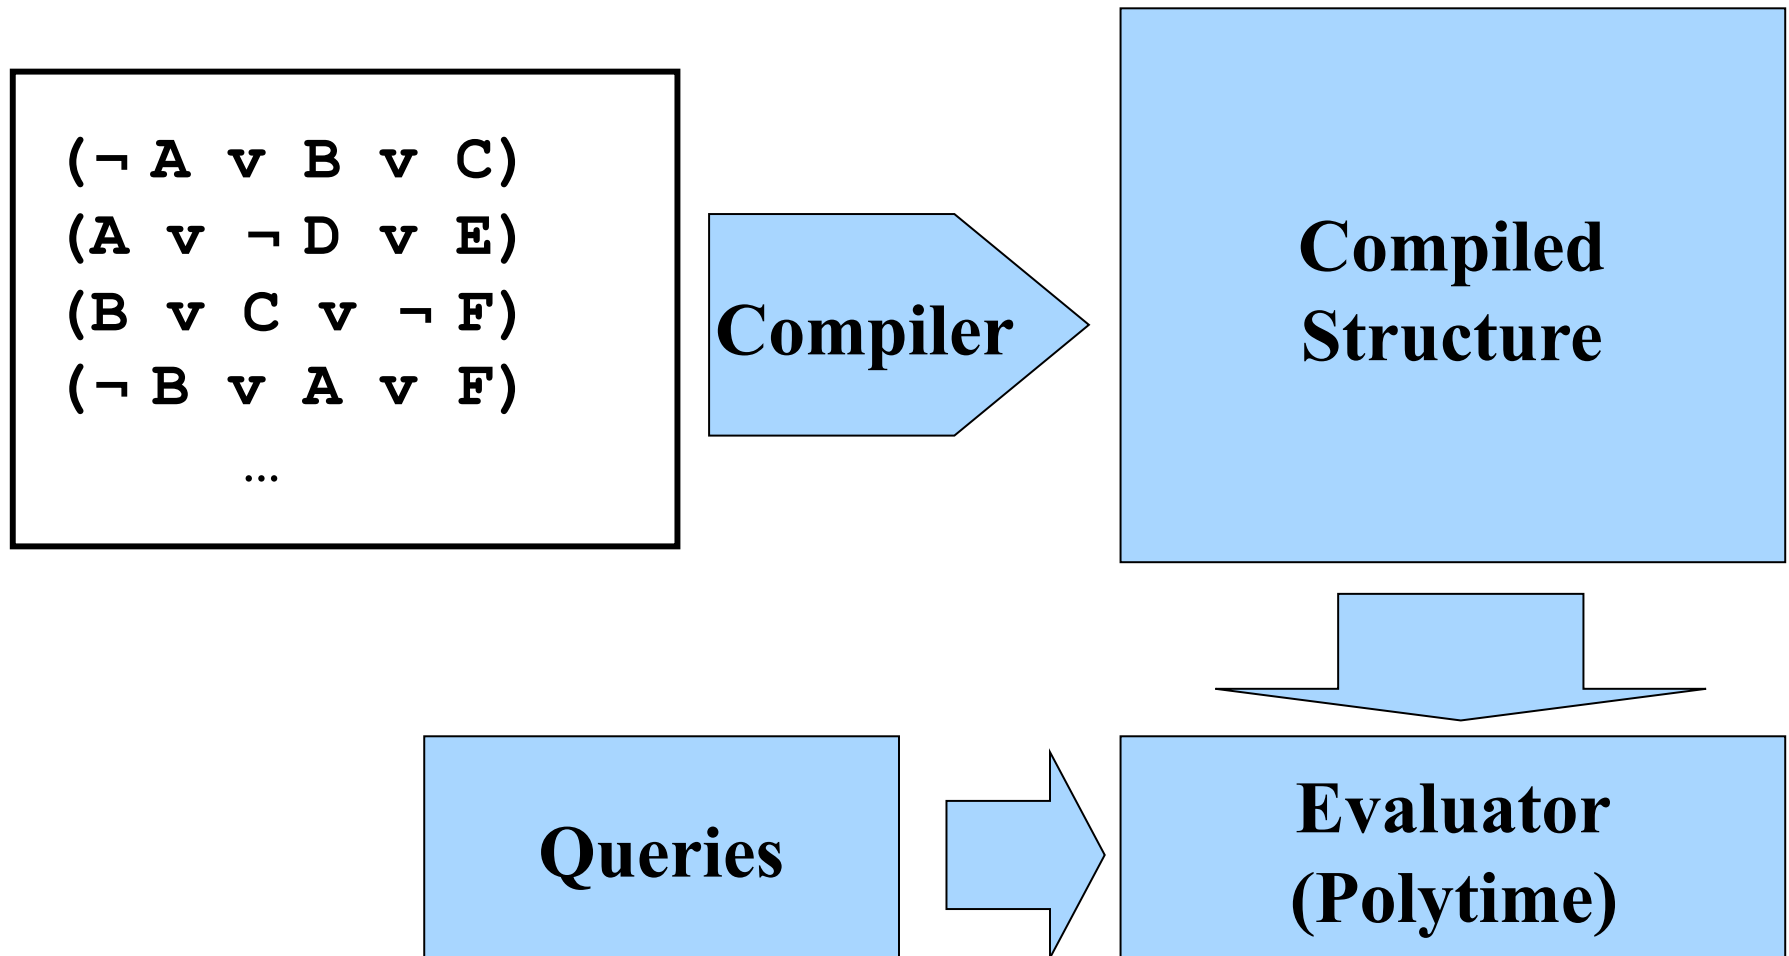 (¬ A v B v C)
(A v ¬ D v E)
(B v C v ¬ F)
(¬ B v A v F)
…
Compiler
Compiled
Structure
Queries
Evaluator
(Polytime)